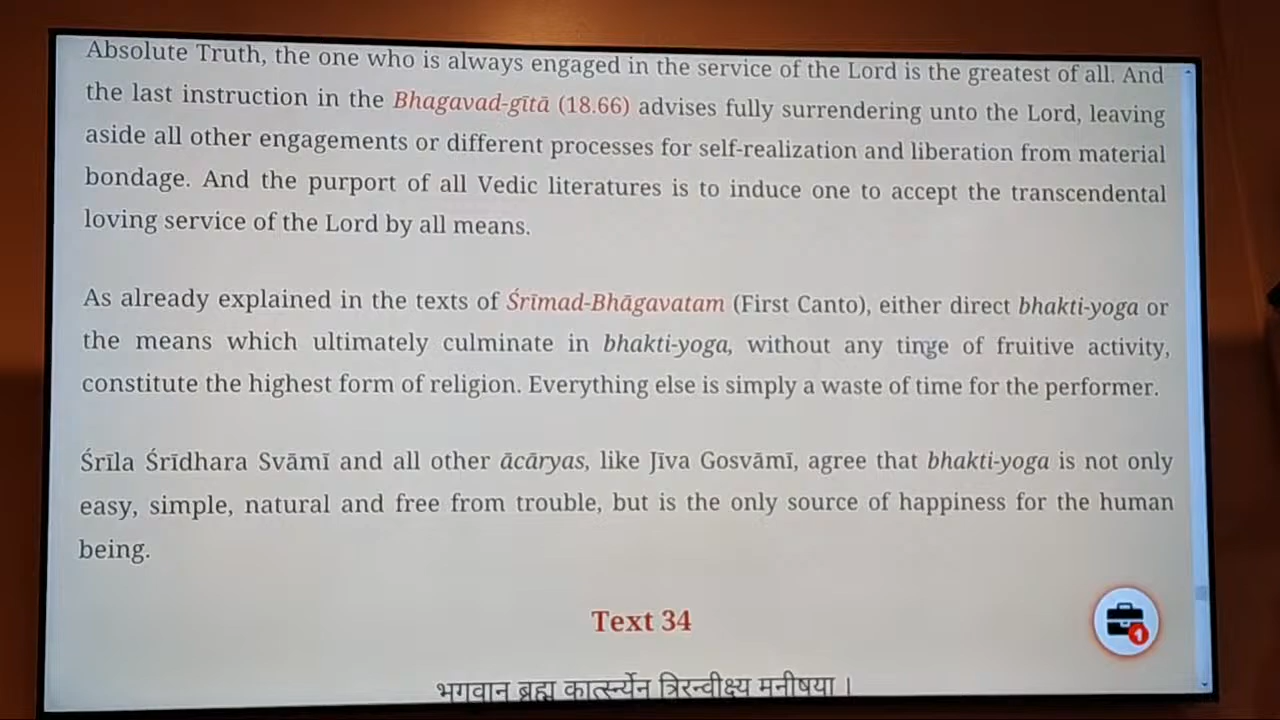 Absolute Truth, the one who is always engaged in the service of the Lord is the greatest of all. And
the last instruction in the Bhagavad-gītā (18.66) advises fully surrendering unto the Lord, leaving
aside all other engagements or different processes for self-realization and liberation from material
bondage. And the purport of all Vedic literatures is to induce one to accept the transcendental
loving service of the Lord by all means.
As already explained in the texts of Śrīmad-Bhāgavatam (First Canto), either direct bhakti-yoga or
the means which ultimately culminate in bhakti-yoga, without any tinge of fruitive activity,
constitute the highest form of religion. Everything else is simply a waste of time for the performer.
Śrīla Śrīdhara Svāmī and all other ācāryas, like Jīva Gosvāmī, agree that bhakti-yoga is not only
easy, simple, natural and free from trouble, but is the only source of happiness for the human
being.
1
Text 34
भगवान् ब्रह्म कार्त्स्‍न्येन त्रिरन्वीक्ष्य मनीषया ।